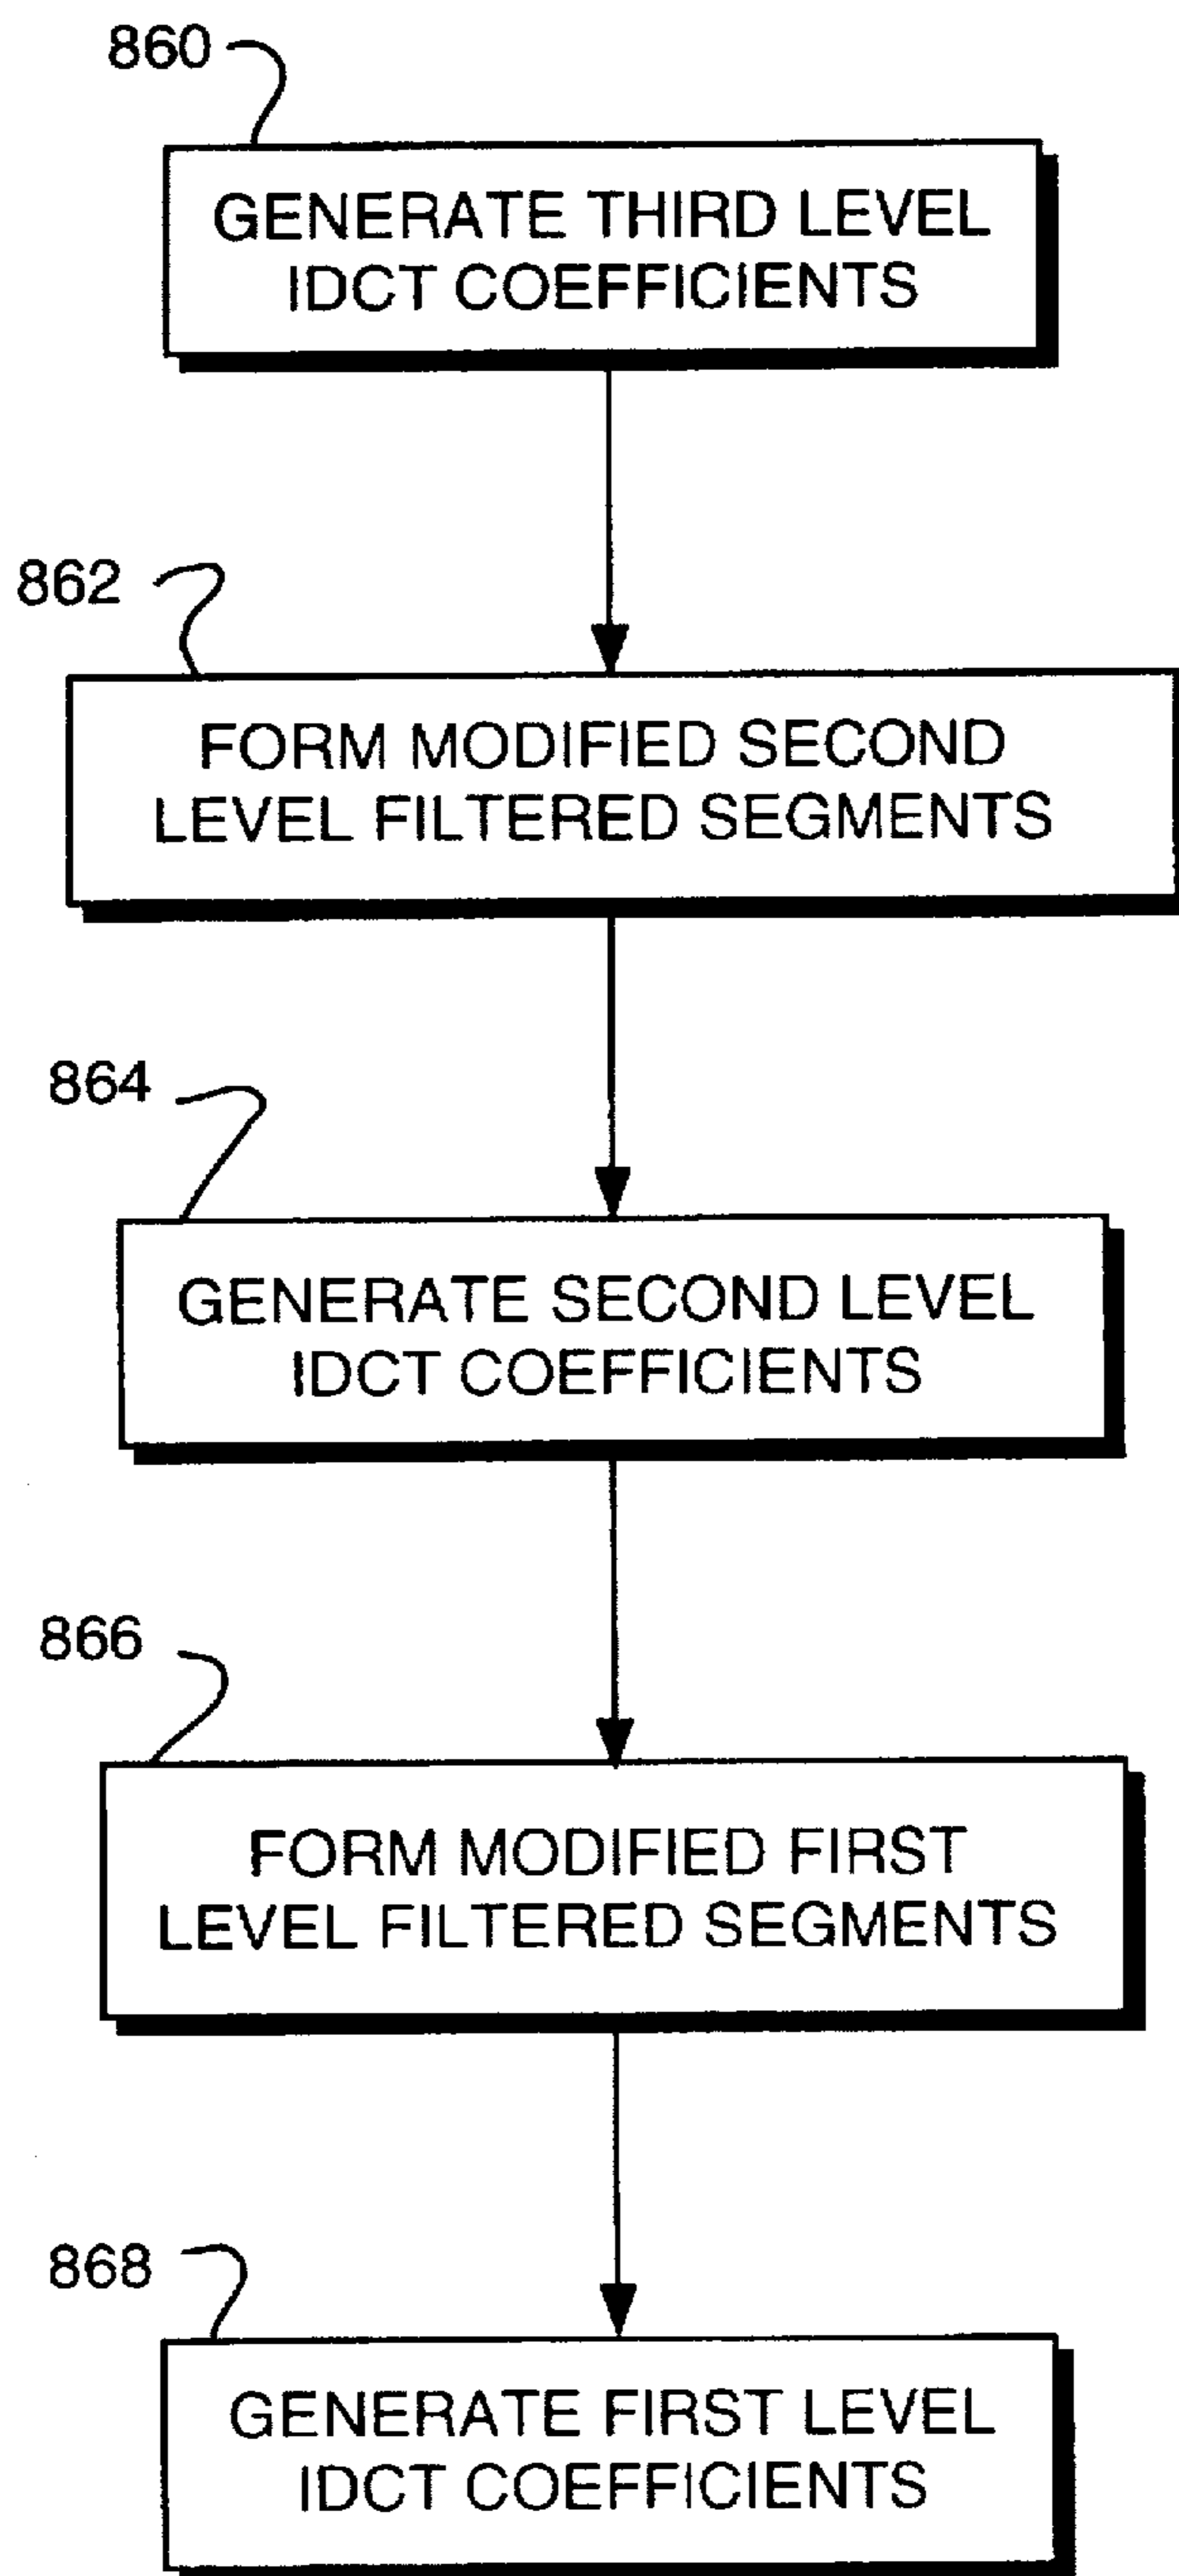 860
GENERATE THIRD LEVEL
IDCT COEFFICIENTS
862
FORM MODIFIED SECOND
LEVEL FILTERED SEGMENTS
864
GENERATE SECOND LEVEL
IDCT COEFFICIENTS
866
FORM MODIFIED FIRST
LEVEL FILTERED SEGMENTS
868
GENERATE FIRST LEVEL
IDCT COEFFICIENTS